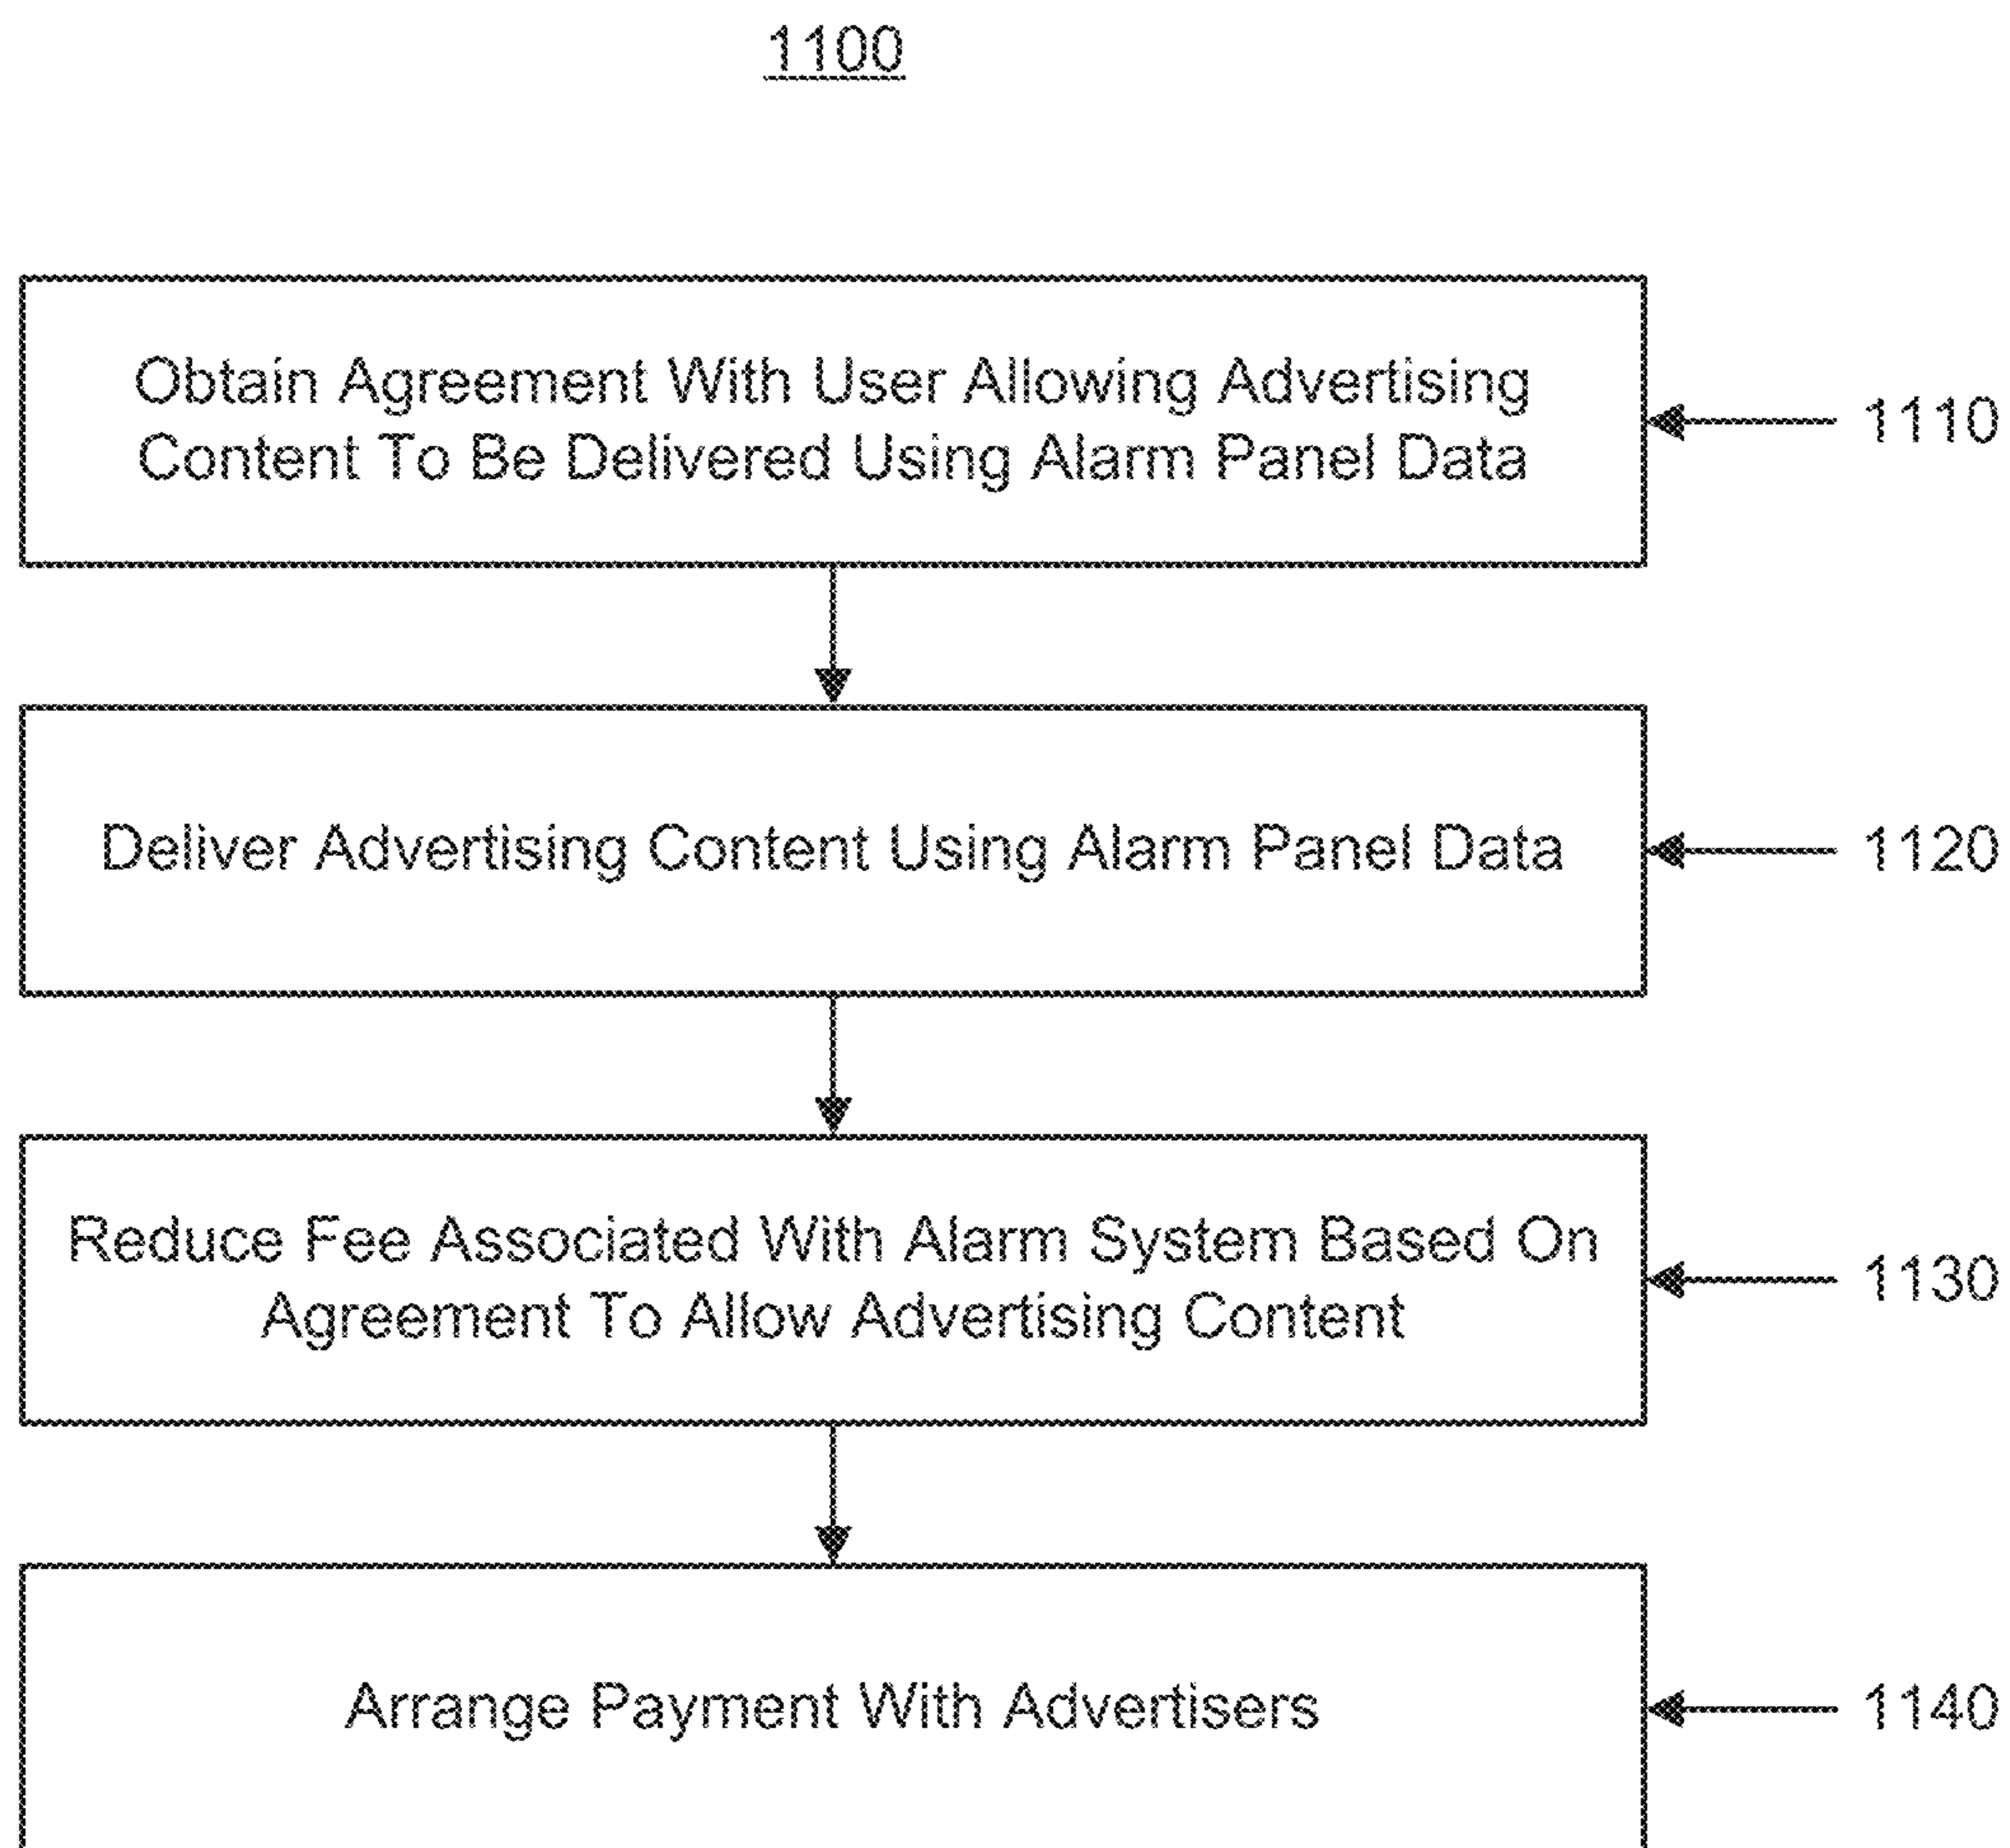 1100
Obtain Agreement With User Allowing Advertising
Content To Be Delivered Using Alarm Panel Data
1110
Deliver Advertising Content Using Alarm Panel Data
1120
Reduce Fee Associated With Alarm System Based On
Agreement To Allow Advertising Content
1130
Arrange Payment With Advertisers
1140